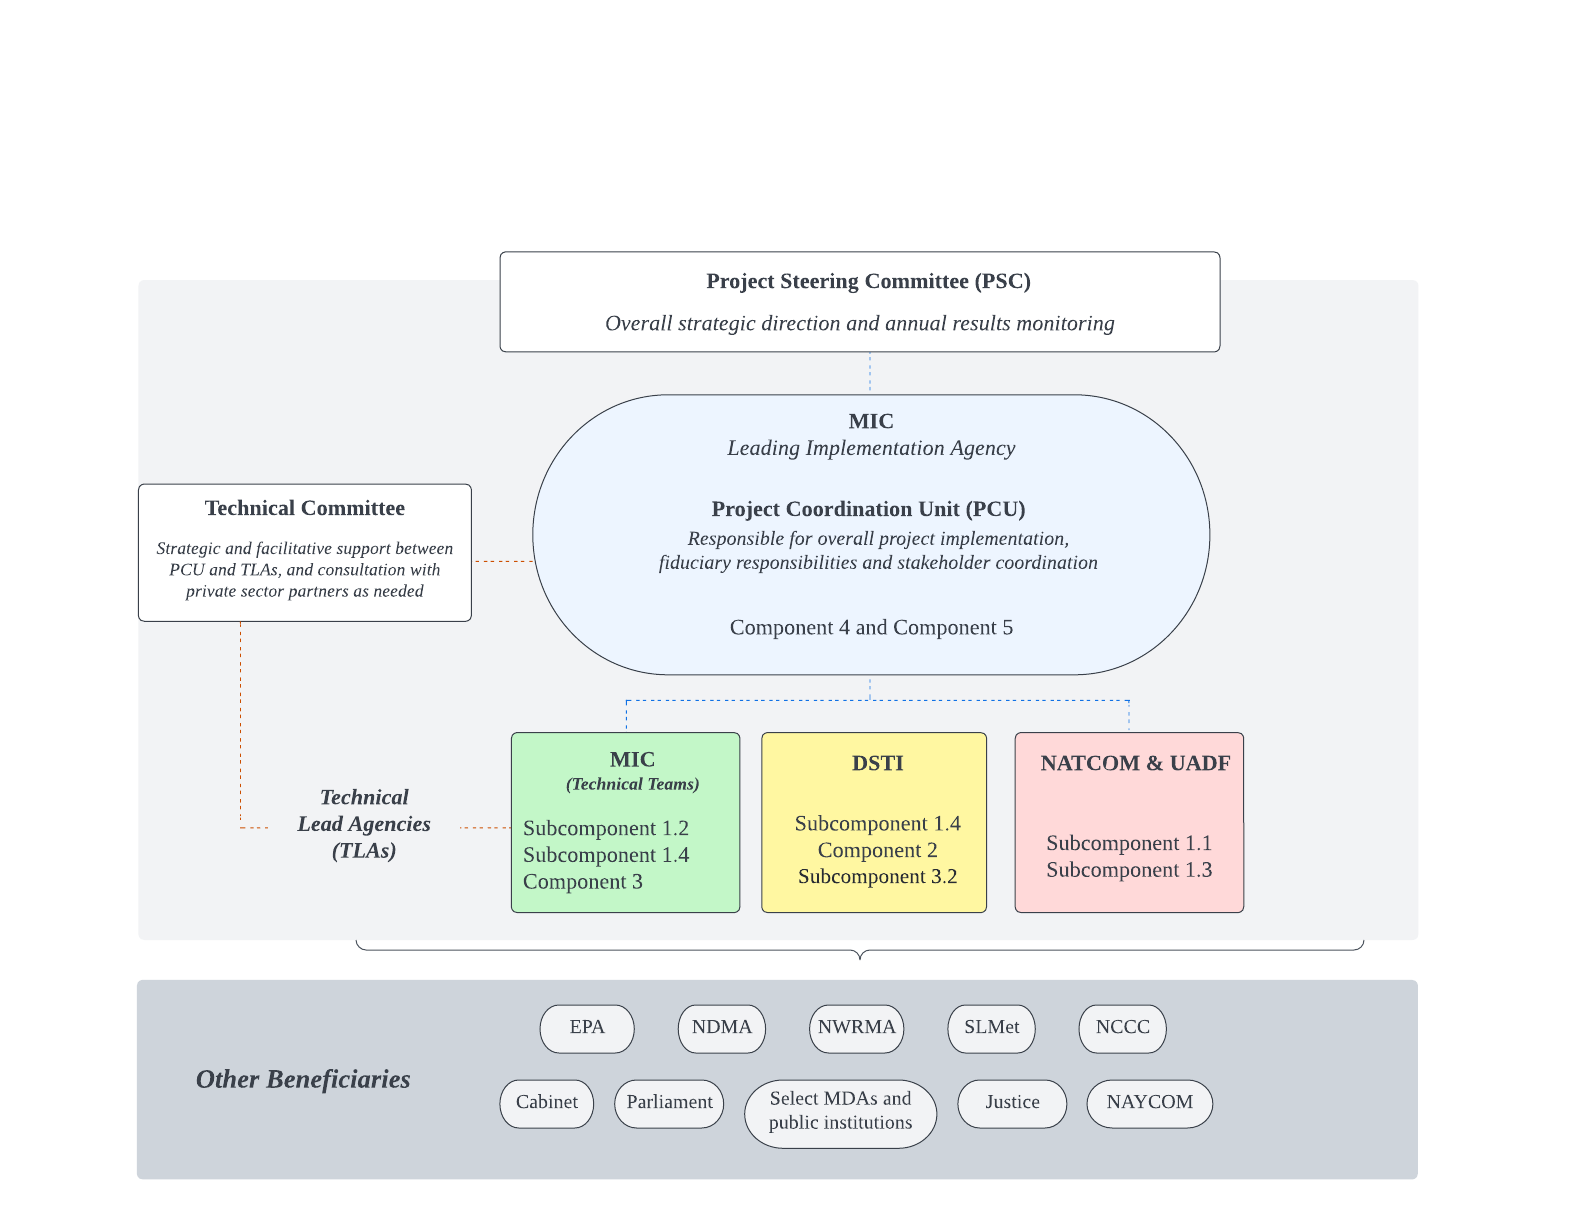 Project Steering Committee (PSC)
Overall strategic direction and annual results monitoring
MIC
Leading Implementation Agency
Project Coordination Unit (PCU)
Responsible for overall project implementation,
fiduciary responsibilities and stakeholder coordination
Component 4 and Component 5
Technical Committee
Strategic and facilitative support between
PCU and TLAs, and consultation with
private sector partners as needed
Technical
Lead Agencies
(TLAs)
MIC
(Technical Teams)
Subcomponent 1.2
Subcomponent 1.4
Component 3
DSTI
Subcomponent 1.4
Component 2
Subcomponent 3.2
NATCOM & UADF
Subcomponent 1.1
Subcomponent 1.3
Other Beneficiaries
EPA
NDMA
NWRMA
SLMet
NCCC
Cabinet
Parliament
Select MDAs and
public institutions
Justice
NAYCOM